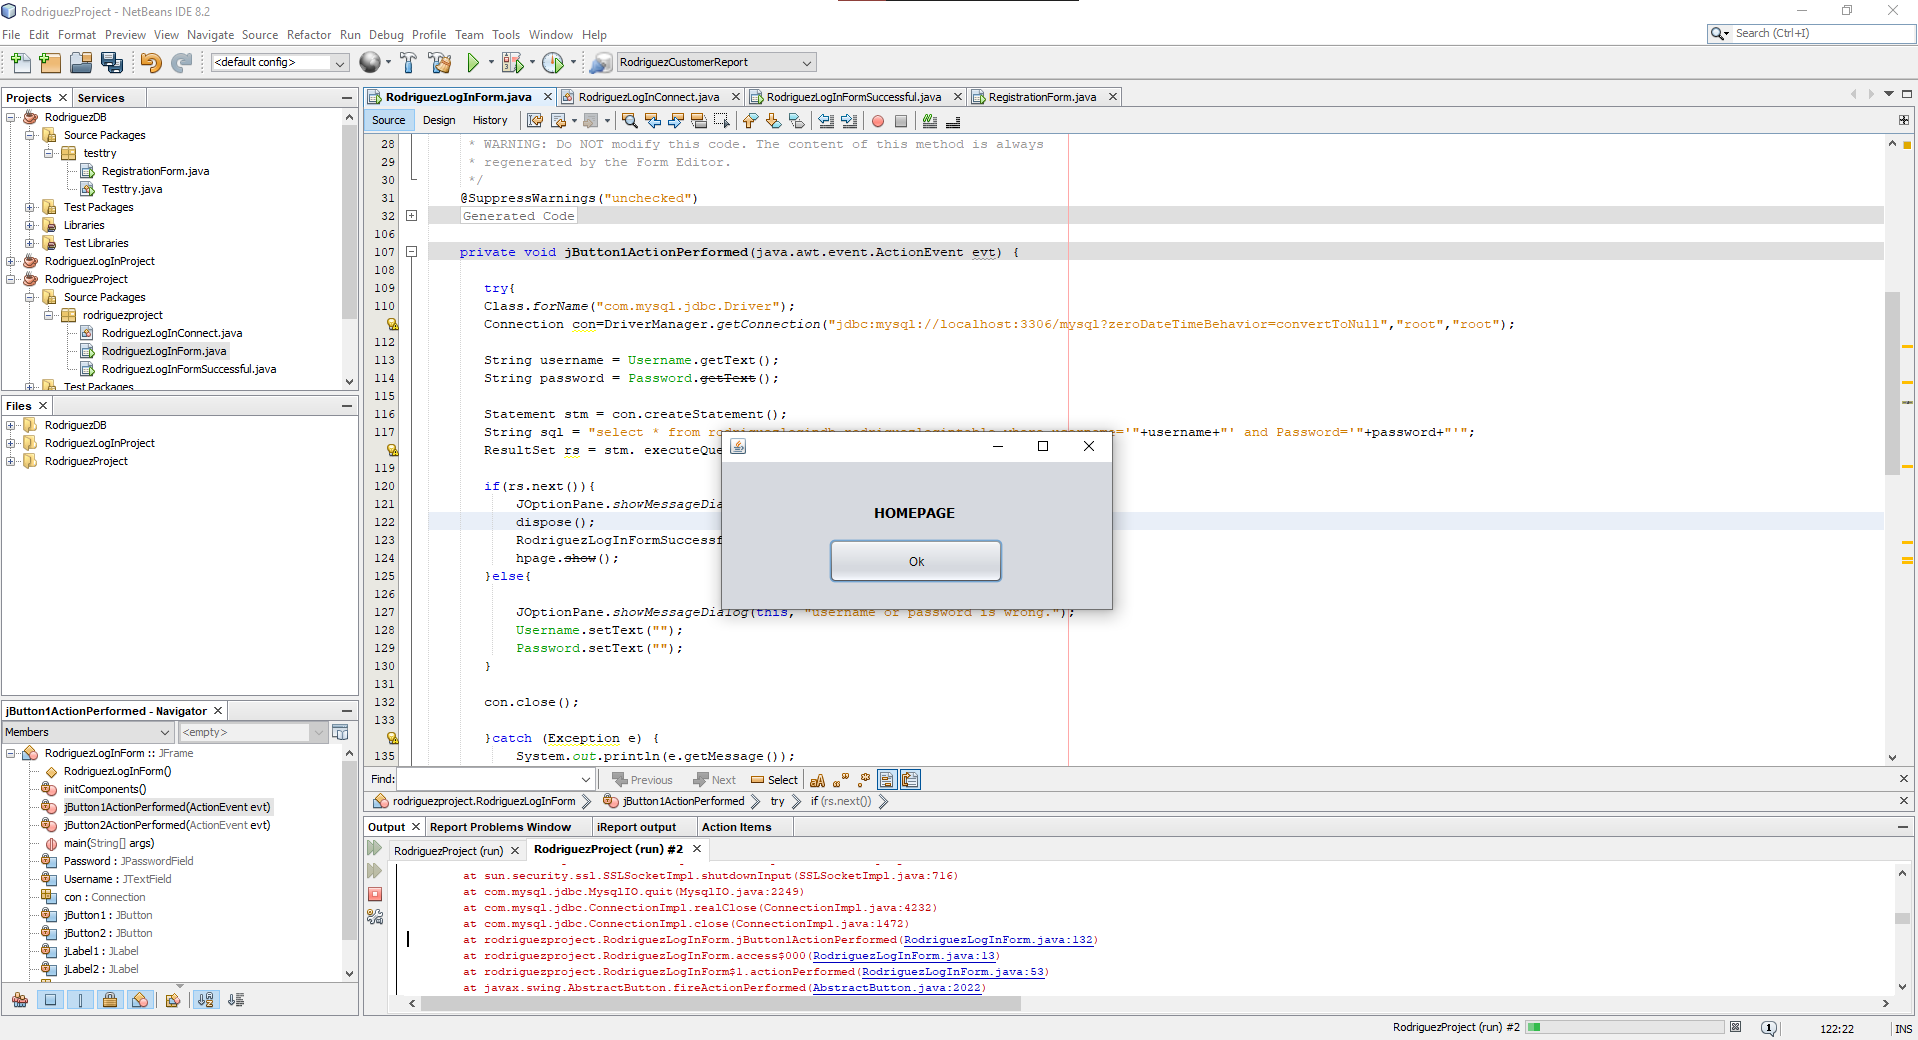 RodriguezProject - NetBeans IDE 8.2
File Edit Format Preview View Navigate Source Refactor Run Debug Profile Team Tools Window Help
Search (Ctrl+I)
<default config>
RodriguezCustomerReport
Projects Services
RodriguezDB
Source Packages
testtry
RegistrationForm.java
Testtry.java
Test Packages
Libraries
Test Libraries
RodriguezLogInProject
RodriguezProject
Source Packages
rodriguezproject
RodriguezLogInConnect.java
RodriguezLogInForm.java
RodriguezLogInFormSuccessful.java
Test Packages
Files
RodriguezDB
RodriguezLogInProject
RodriguezProject
jButton1ActionPerformed - Navigator
Members <empty>
RodriguezLogInForm :: JFrame
RodriguezLogInForm()
initComponents()
jButton1ActionPerformed(ActionEvent evt)
jButton2ActionPerformed(ActionEvent evt)
main(String[] args)
Password : JPasswordField
Username : JTextField
con : Connection
jButton1 : JButton
jButton2 : JButton
jLabel1 : JLabel
jLabel2 : JLabel
RodriguezLogInForm.java RodriguezLogInConnect.java RodriguezLogInFormSuccessful.java RegistrationForm.java
Source Design History
28 * WARNING: Do NOT modify this code. The content of this method is always
29 * regenerated by the Form Editor.
30 */
31 @SuppressWarnings("unchecked")
32 Generated Code
106
107 private void jButton1ActionPerformed(java.awt.event.ActionEvent evt) {
108
109 try{
110 Class.forName("com.mysql.jdbc.Driver");
Connection con=DriverManager.getConnection("jdbc:mysql://localhost:3306/mysql?zeroDateTimeBehavior=convertToNull","root","root");
112
113 String username = Username.getText();
114 String password = Password.getText();
115
116 Statement stm = con.createStatement();
117 String sql = "select * from rodriguezlogindb.rodriguezlogintable where username='"+username+"' and Password='"+password+"'";
ResultSet rs = stm. executeQue
119
120 if(rs.next()){
121 JOptionPane.showMessageDia
122 dispose();
123 RodriguezLogInFormSuccessf
124 hpage.show();
125 }else{
126
127 JOptionPane.showMessageDialog(this, "username or password is wrong.");
128 Username.setText("");
129 Password.setText("");
130 }
131
132 con.close();
133
}catch (Exception e) {
135 System.out.println(e.getMessage());
HOMEPAGE
Ok
Find: Previous Next Select
rodriguezproject.RodriguezLogInForm jButton1ActionPerformed try if (rs.next())
Output Report Problems Window iReport output Action Items
RodriguezProject (run) RodriguezProject (run) #2
at sun.security.ssl.SSLSocketImpl.shutdownInput(SSLSocketImpl.java:716)
at com.mysql.jdbc.MysqlIO.quit(MysqlIO.java:2249)
at com.mysql.jdbc.ConnectionImpl.realClose(ConnectionImpl.java:4232)
at com.mysql.jdbc.ConnectionImpl.close(ConnectionImpl.java:1472)
at rodriguezproject.RodriguezLogInForm.jButton1ActionPerformed(RodriguezLogInForm.java:132)
at rodriguezproject.RodriguezLogInForm.access$000(RodriguezLogInForm.java:13)
at rodriguezproject.RodriguezLogInForm$1.actionPerformed(RodriguezLogInForm.java:53)
at javax.swing.AbstractButton.fireActionPerformed(AbstractButton.java:2022)
RodriguezProject (run) #2 1 122:22 INS